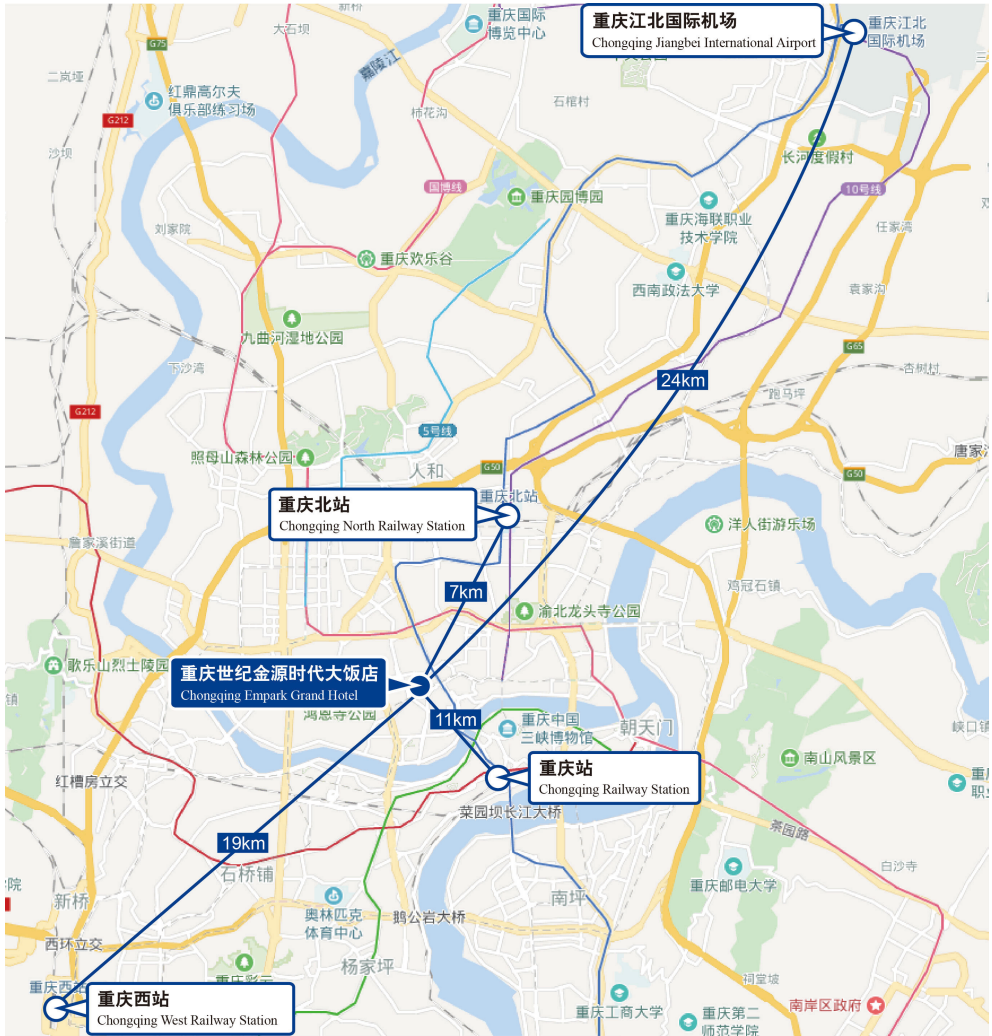 新桥
重庆国际
博览中心
重庆江北国际机场
Chongqing Jiangbei International Airport
重庆江北
国际机场
大石坝
G75
嘉陵江
二岚垭
红鼎高尔夫
俱乐部练习场
石棺村
柿花沟
G212
沙坝
长河度假村
国博线
重庆园博园
10号线
重庆海联职业
技术学院
任家湾
刘家院
重庆欢乐谷
西南政法大学
袁家沟
九曲河湿地公园
G65
下沙湾
杏树村
24km
跑马坪
G212
5号线
照母山森林公园
人和
G50
G50
重庆北站
Chongqing North Railway Station
重庆北站
洋人街游乐场
詹家溪街道
7km
鸡冠石镇
渝北龙头寺公园
歌乐山烈士陵园
重庆世纪金源时代大饭店
Chongqing Empark Grand Hotel
鸿恩寺公园
11km
重庆中国
三峡博物馆
朝天门
峡口镇
南山风景区
红槽房立交
重庆站
Chongqing Railway Station
菜园坝长江大桥
19km
茶园路
石桥铺
白沙寺
重庆邮电大学
新桥
南坪
奥林匹克
体育中心
鹅公岩大桥
西环立交
杨家坪
祠堂坡
重庆西站
Chongqing West Railway Station
重庆工商大学
重庆第二
师范学院
南岸区政府